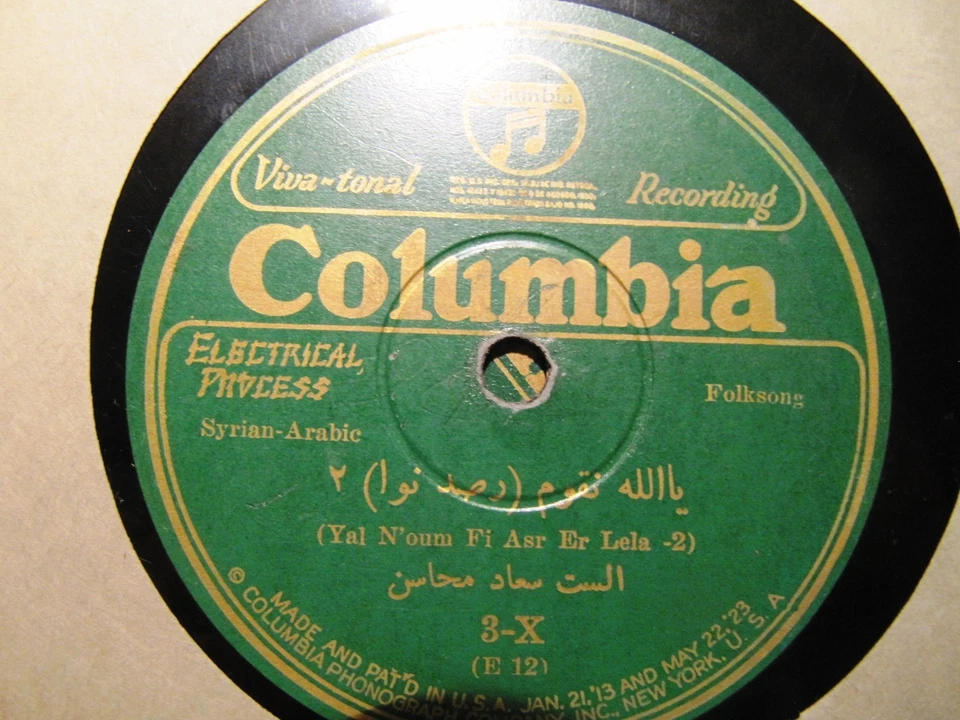 Columbia
Viva-tonal Recording
Columbia
ELECTRICAL
PROCESS
Folksong
Syrian-Arabic
ياالله نقوم (رصد نوا) ٢
(Yal N'oum Fi Asr Er Lela -2)
الست سعاد محاسن
3-X
(E 12)
MADE AND PAT'D IN U.S.A. JAN. 21,'13 AND MAY 22,'23
© COLUMBIA PHONOGRAPH COMPANY, INC., NEW YORK, U.S.A